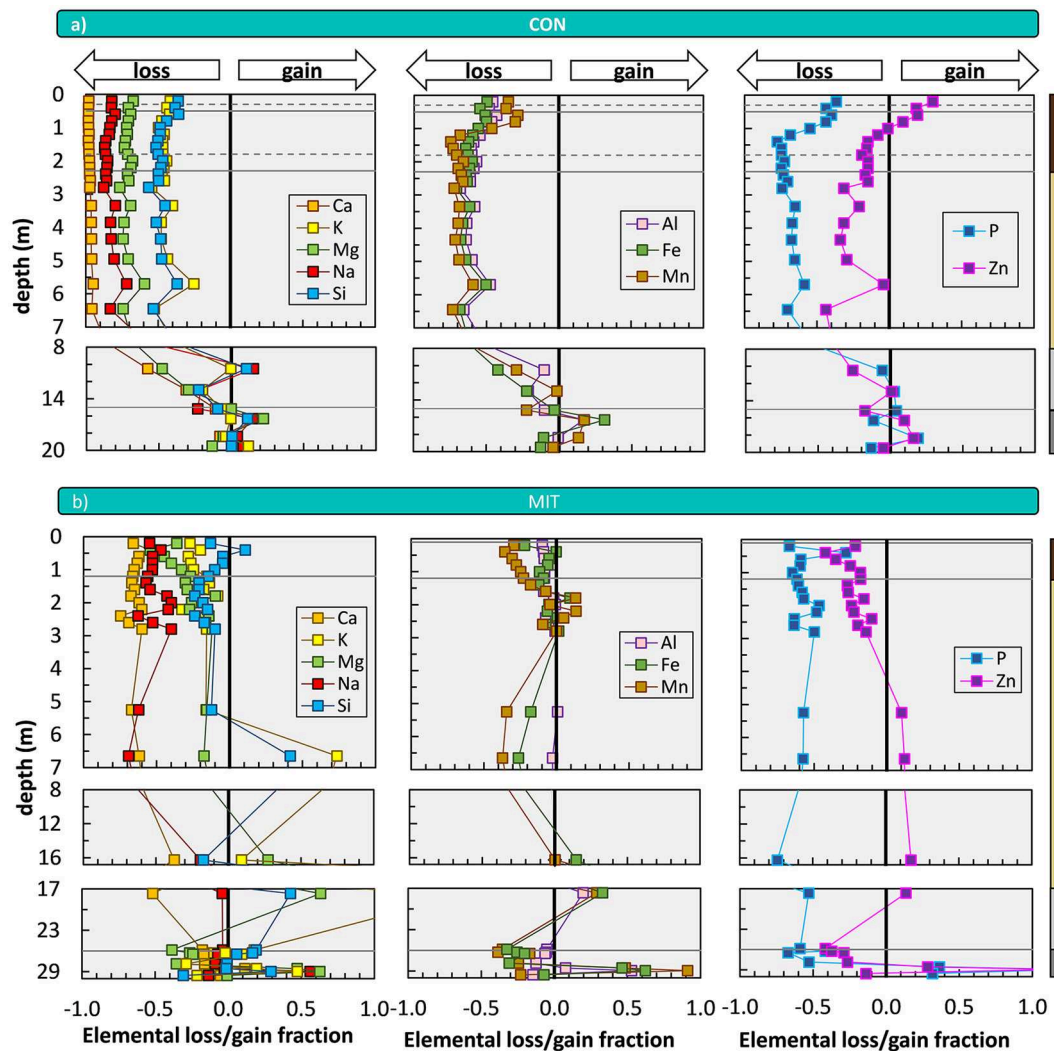 a) CON
loss gain loss gain loss gain
0
1
2
3
4
5
6
7
depth (m)
Ca
K
Mg
Na
Si
Al
Fe
Mn
P
Zn
8
14
20
b) MIT
0
1
2
3
4
5
6
7
depth (m)
Ca
K
Mg
Na
Si
Al
Fe
Mn
P
Zn
8
16
17
23
29
-1.0 -0.5 0.0 0.5 1.0 -1.0 -0.5 0.0 0.5 1.0 -1.0 -0.5 0.0 0.5 1.0
Elemental loss/gain fraction Elemental loss/gain fraction Elemental loss/gain fraction